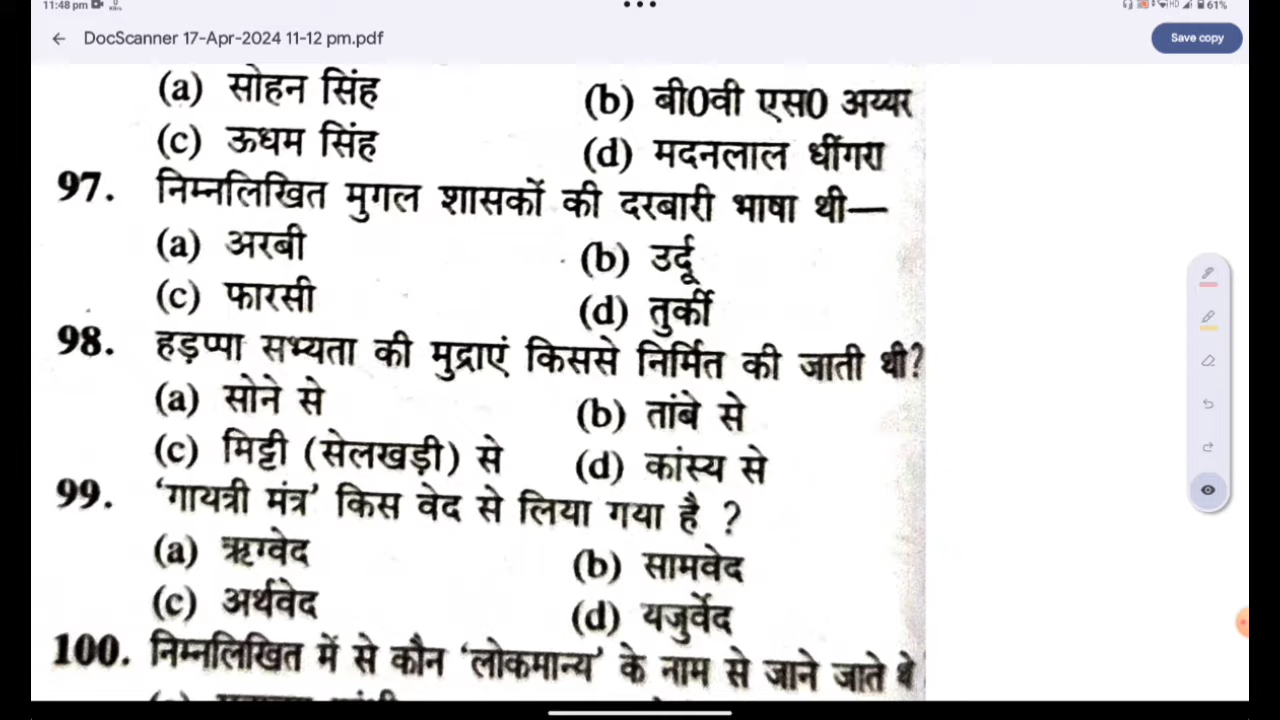 11:48 pm
61%
DocScanner 17-Apr-2024 11-12 pm.pdf
Save copy
(a) सोहन सिंह (b) बी0वी एस0 अय्यर
(c) ऊधम सिंह (d) मदनलाल धींगरा
97. निम्नलिखित मुगल शासकों की दरबारी भाषा थी—
(a) अरबी (b) उर्दू
(c) फारसी (d) तुर्की
98. हड़प्पा सभ्यता की मुद्राएं किससे निर्मित की जाती थी?
(a) सोने से (b) तांबे से
(c) मिट्टी (सेलखड़ी) से (d) कांस्य से
99. 'गायत्री मंत्र' किस वेद से लिया गया है ?
(a) ऋग्वेद (b) सामवेद
(c) अर्थवेद (d) यजुर्वेद
100. निम्नलिखित में से कौन 'लोकमान्य' के नाम से जाने जाते थे